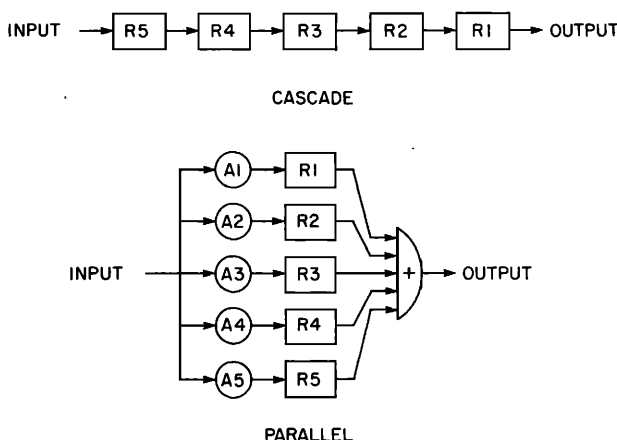 INPUT R5 R4 R3 R2 R1 OUTPUT
CASCADE
A1 R1
A2 R2
INPUT A3 R3 + OUTPUT
A4 R4
A5 R5
PARALLEL